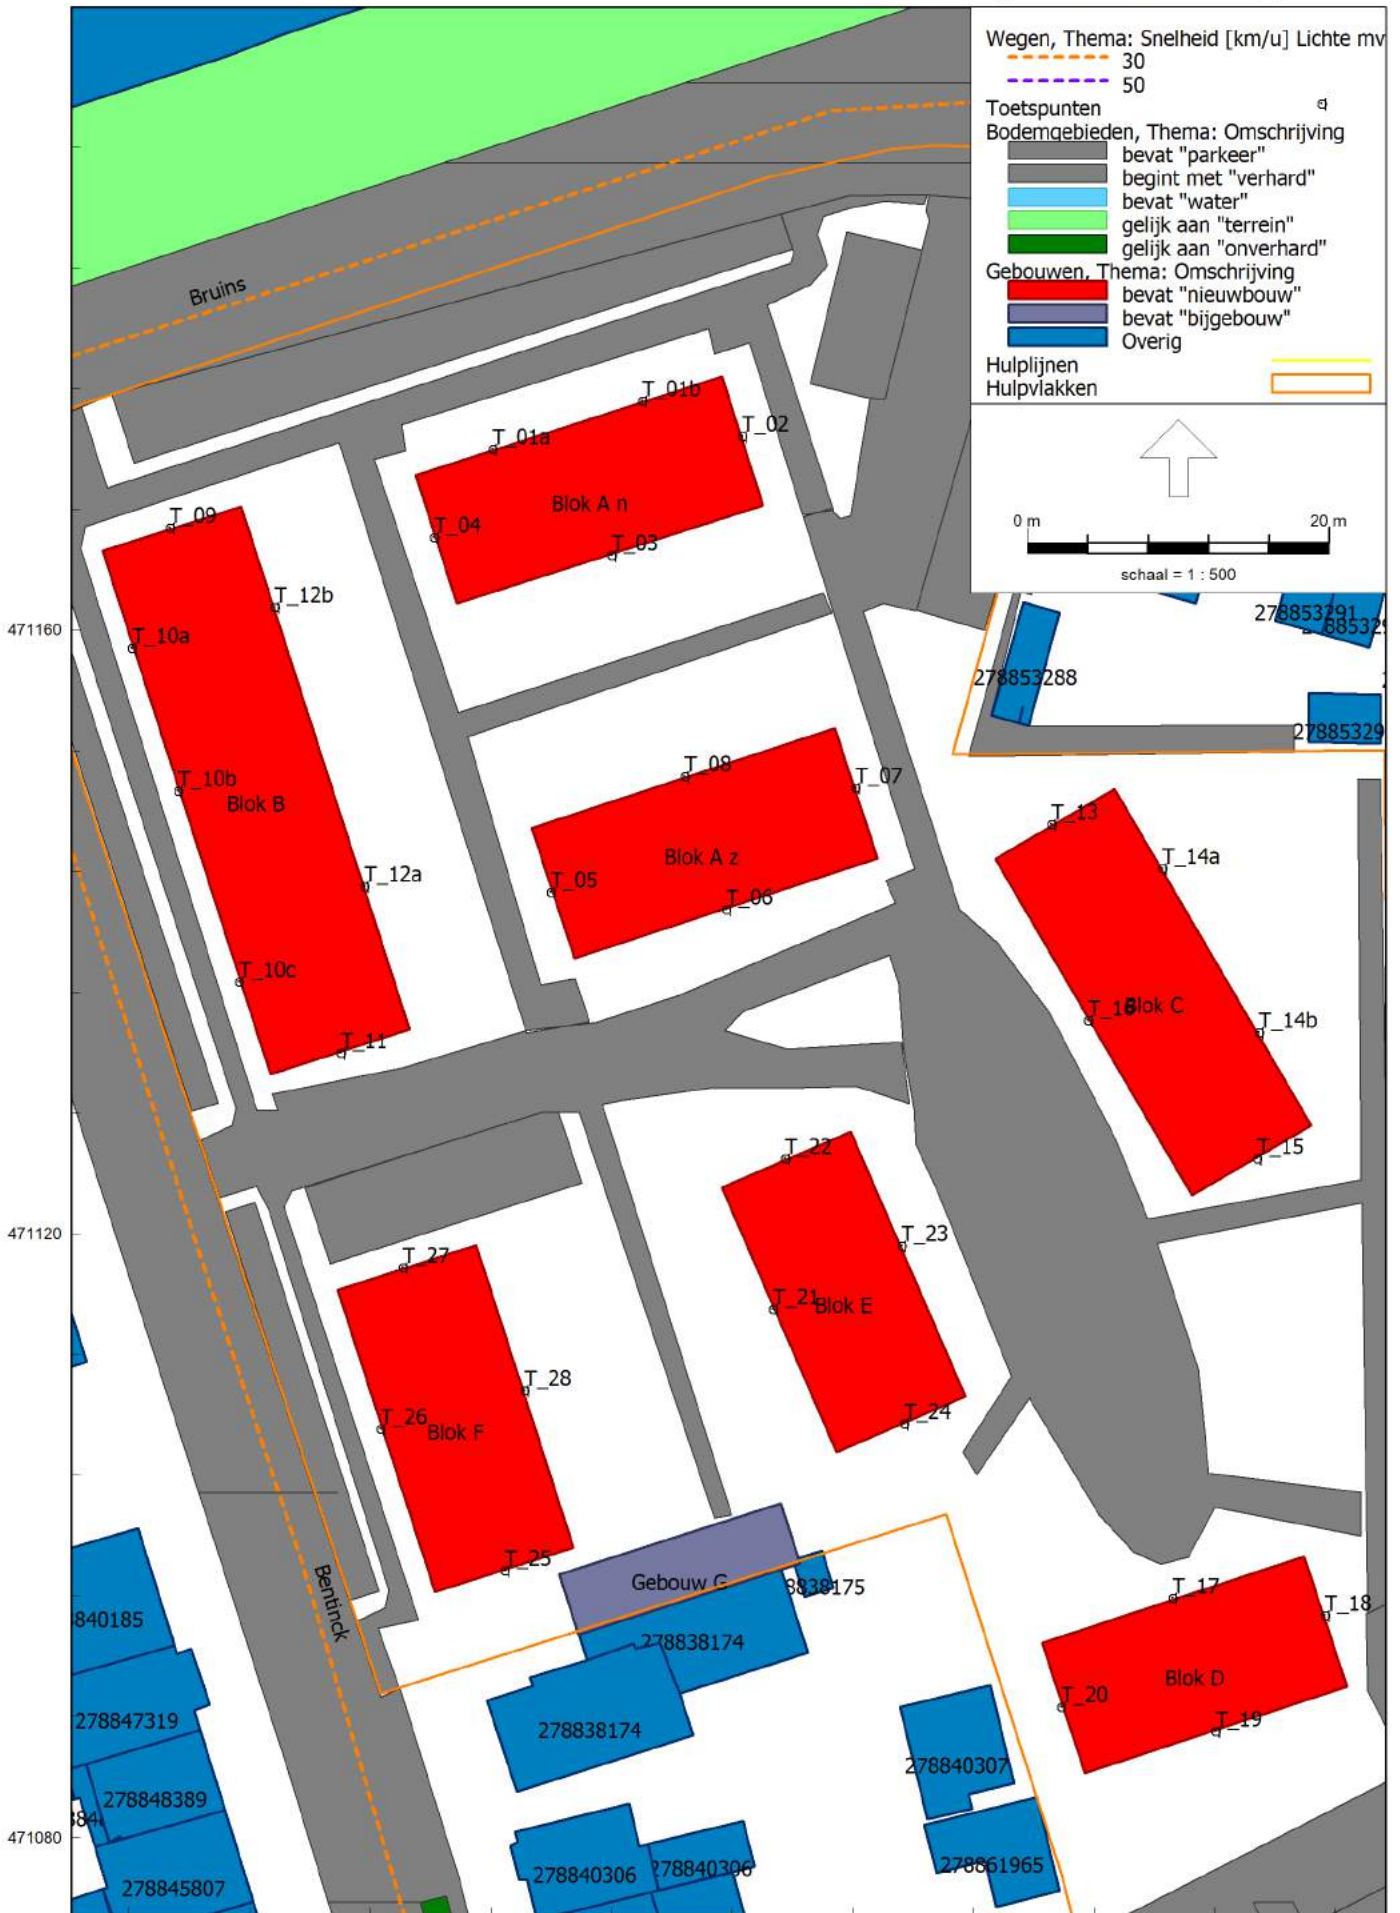 Wegen, Thema: Snelheid [km/u] Lichte mv
30
50
Toetspunten
Bodemgebieden, Thema: Omschrijving
bevat "parkeer"
begint met "verhard"
bevat "water"
gelijk aan "terrein"
gelijk aan "onverhard"
Gebouwen, Thema: Omschrijving
bevat "nieuwbouw"
bevat "bijgebouw"
Overig
Hulplijnen
Hulpvlakken
0 m 20 m
schaal = 1 : 500
Bruins
T_01b
T_02
T_01a
Blok A n
T_04
T_03
T_09
T_12b
471160
T_10a
278853291
278853288
T_10b
Blok B
T_08
T_07
T_13
Blok A z
T_14a
T_12a
T_05
T_06
T_10c
Blok C
T_14b
T_11
T_22
T_15
471120
T_23
T_27
T_21
Blok E
T_28
T_26
Blok F
T_24
T_25
Gebouw G
8838175
Bentinck
T_17
T_18
840185
278838174
Blok D
T_20
T_19
278847319
278838174
278840307
278848389
471080
278840306
278840306
278861965
278845807